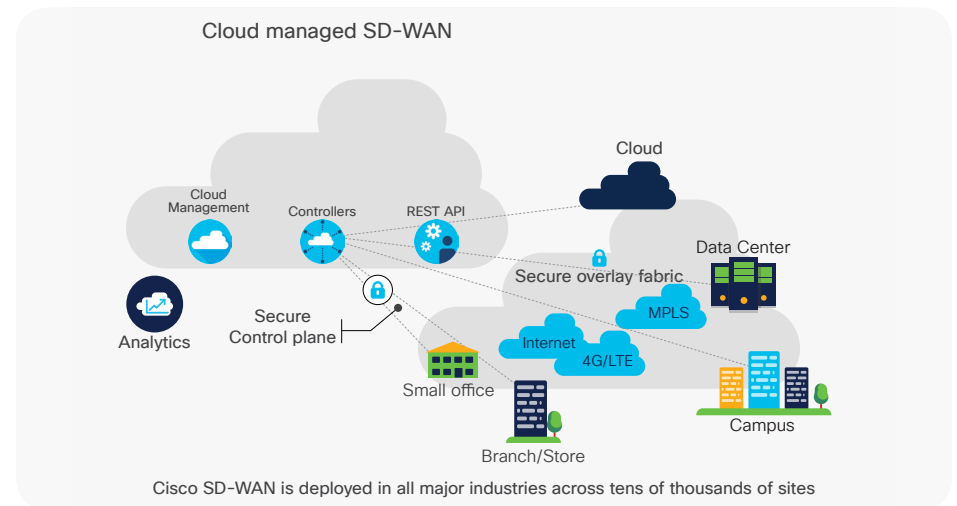 Cloud managed SD-WAN
Cloud
Cloud
Management
Controllers
REST API
Data Center
Secure overlay fabric
MPLS
Secure
Control plane
Analytics
Internet
4G/LTE
Small office
Campus
Branch/Store
Cisco SD-WAN is deployed in all major industries across tens of thousands of sites